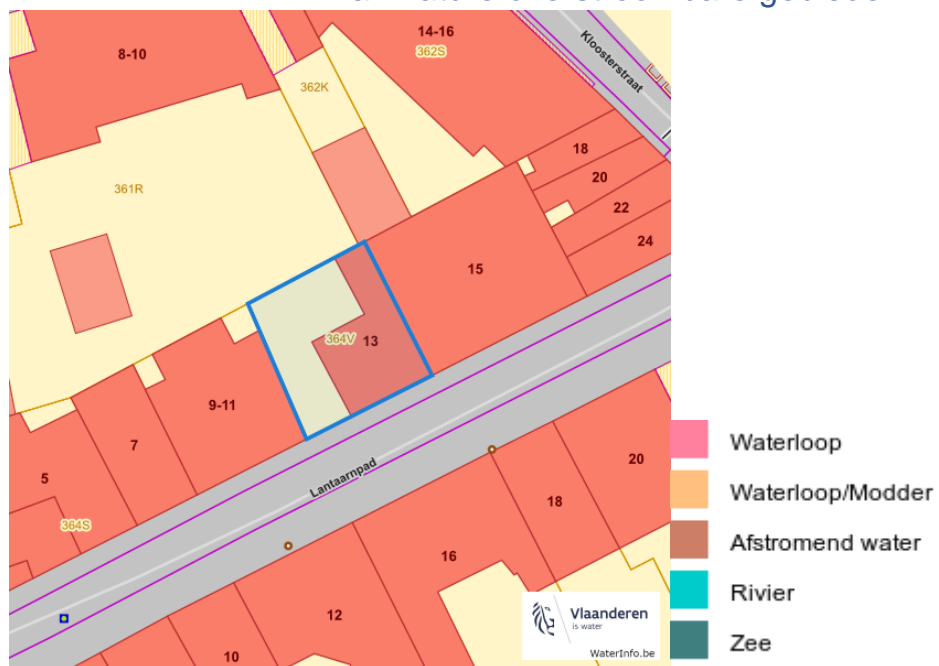 8-10
14-16
362S
Kloosterstraat
362K
18
20
22
24
361R
15
364V
13
9-11
7
5
Lantaarnpad
364S
20
18
16
12
10
Vlaanderen
is water
WaterInfo.be
Waterloop
Waterloop/Modder
Afstromend water
Rivier
Zee